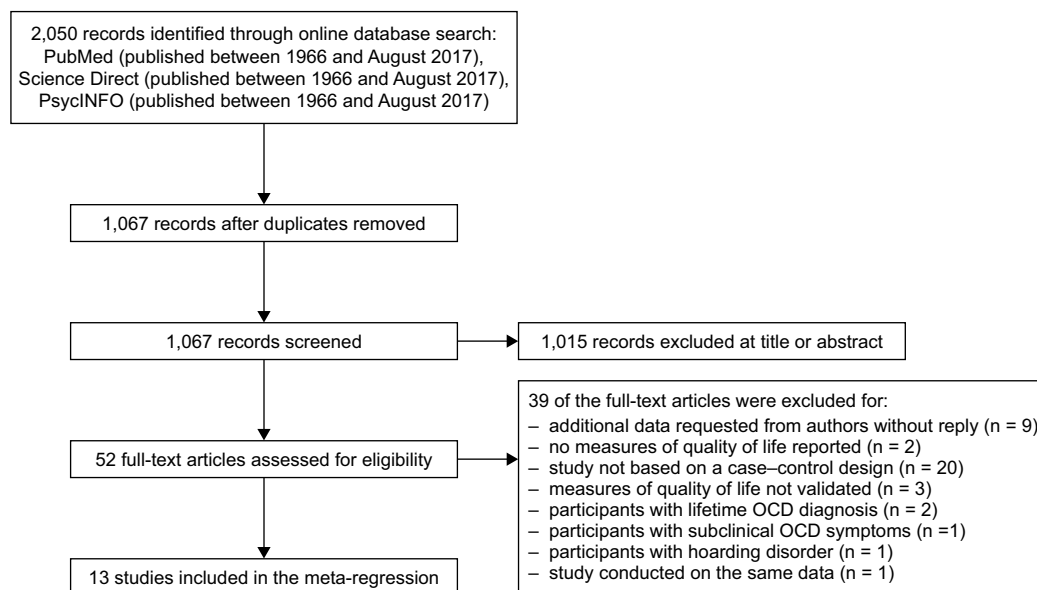 2,050 records identified through online database search:
PubMed (published between 1966 and August 2017),
Science Direct (published between 1966 and August 2017),
PsycINFO (published between 1966 and August 2017)
1,067 records after duplicates removed
1,067 records screened
1,015 records excluded at title or abstract
52 full-text articles assessed for eligibility
39 of the full-text articles were excluded for:
– additional data requested from authors without reply (n = 9)
– no measures of quality of life reported (n = 2)
– study not based on a case–control design (n = 20)
– measures of quality of life not validated (n = 3)
– participants with lifetime OCD diagnosis (n = 2)
– participants with subclinical OCD symptoms (n =1)
– participants with hoarding disorder (n = 1)
– study conducted on the same data (n = 1)
13 studies included in the meta-regression